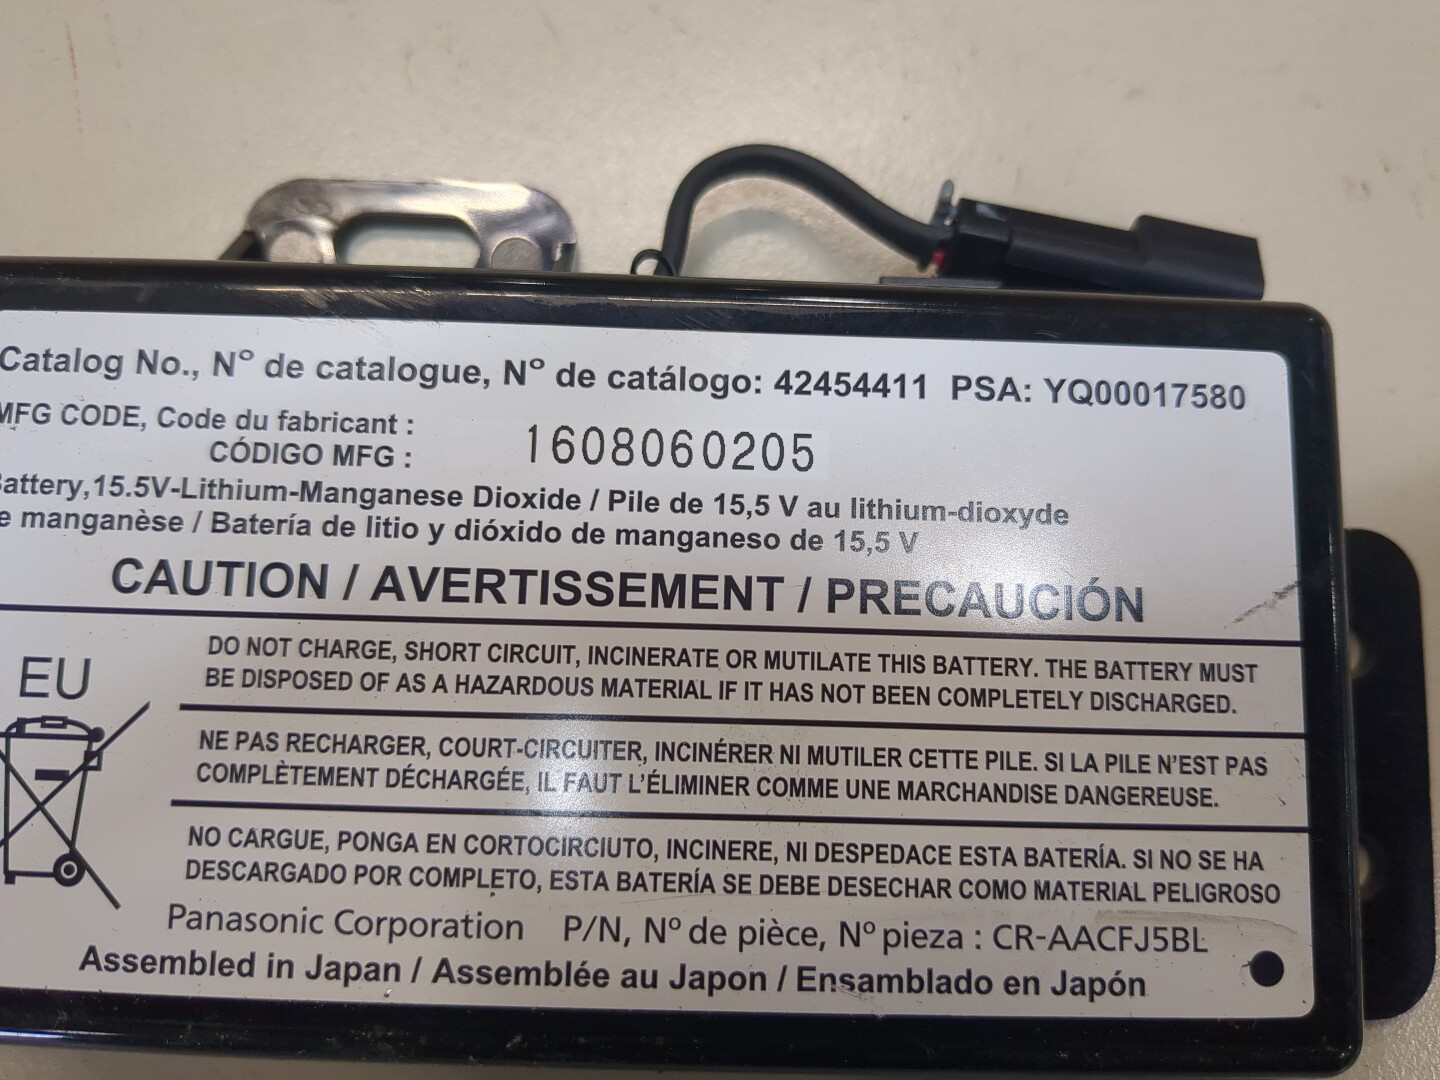 Catalog No., Nº de catalogue, Nº de catálogo: 42454411 PSA: YQ00017580
MFG CODE, Code du fabricant :
CÓDIGO MFG :
1608060205
Battery,15.5V-Lithium-Manganese Dioxide / Pile de 15,5 V au lithium-dioxyde
e manganèse / Batería de litio y dióxido de manganeso de 15,5 V
CAUTION / AVERTISSEMENT / PRECAUCIÓN
EU
DO NOT CHARGE, SHORT CIRCUIT, INCINERATE OR MUTILATE THIS BATTERY. THE BATTERY MUST
BE DISPOSED OF AS A HAZARDOUS MATERIAL IF IT HAS NOT BEEN COMPLETELY DISCHARGED.
NE PAS RECHARGER, COURT-CIRCUITER, INCINÉRER NI MUTILER CETTE PILE. SI LA PILE N'EST PAS
COMPLÈTEMENT DÉCHARGÉE, IL FAUT L'ÉLIMINER COMME UNE MARCHANDISE DANGEREUSE.
NO CARGUE, PONGA EN CORTOCIRCIUTO, INCINERE, NI DESPEDACE ESTA BATERÍA. SI NO SE HA
DESCARGADO POR COMPLETO, ESTA BATERÍA SE DEBE DESECHAR COMO MATERIAL PELIGROSO
Panasonic Corporation P/N, Nº de pièce, Nº pieza : CR-AACFJ5BL
Assembled in Japan / Assemblée au Japon / Ensamblado en Japón